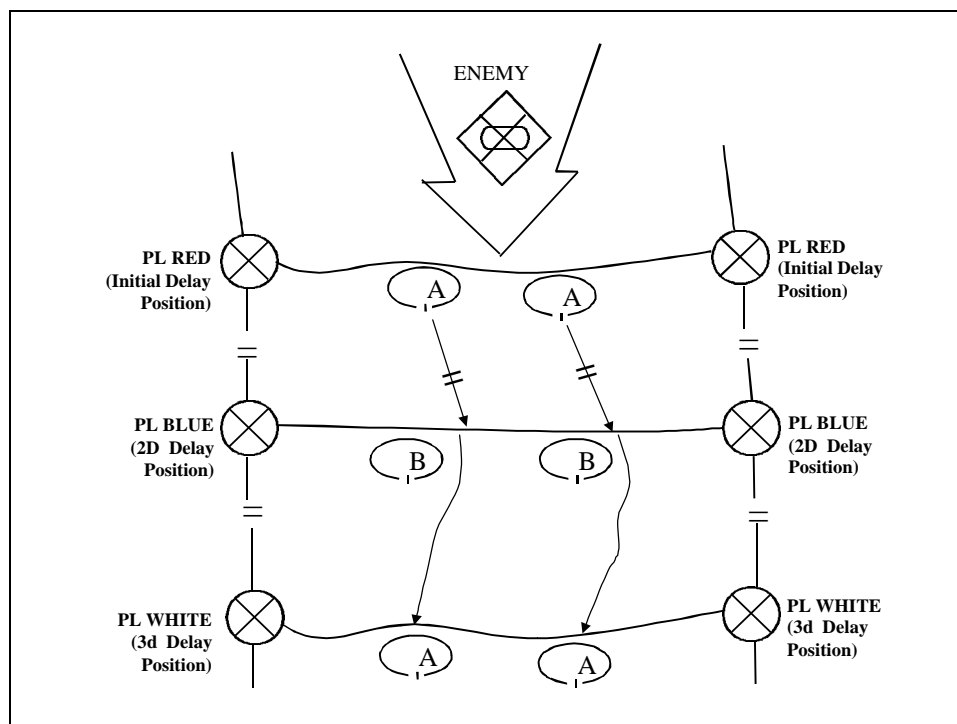 ENEMY
PL RED
(Initial Delay
Position)
PL RED
(Initial Delay
Position)
A
A
PL BLUE
(2D Delay
Position)
PL BLUE
(2D Delay
Position)
B
B
PL WHITE
(3d Delay
Position)
PL WHITE
(3d Delay
Position)
A
A